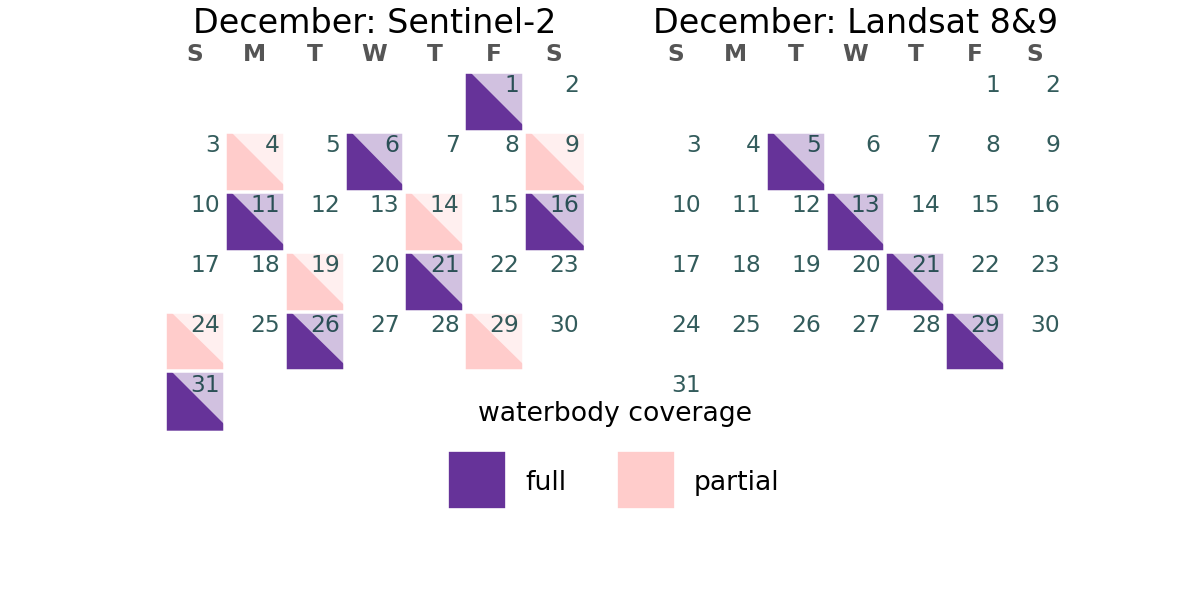 December: Sentinel-2
S M T W T F S
1 2
3 4 5 6 7 8 9
10 11 12 13 14 15 16
17 18 19 20 21 22 23
24 25 26 27 28 29 30
31
December: Landsat 8&9
S M T W T F S
1 2
3 4 5 6 7 8 9
10 11 12 13 14 15 16
17 18 19 20 21 22 23
24 25 26 27 28 29 30
31
waterbody coverage
full
partial